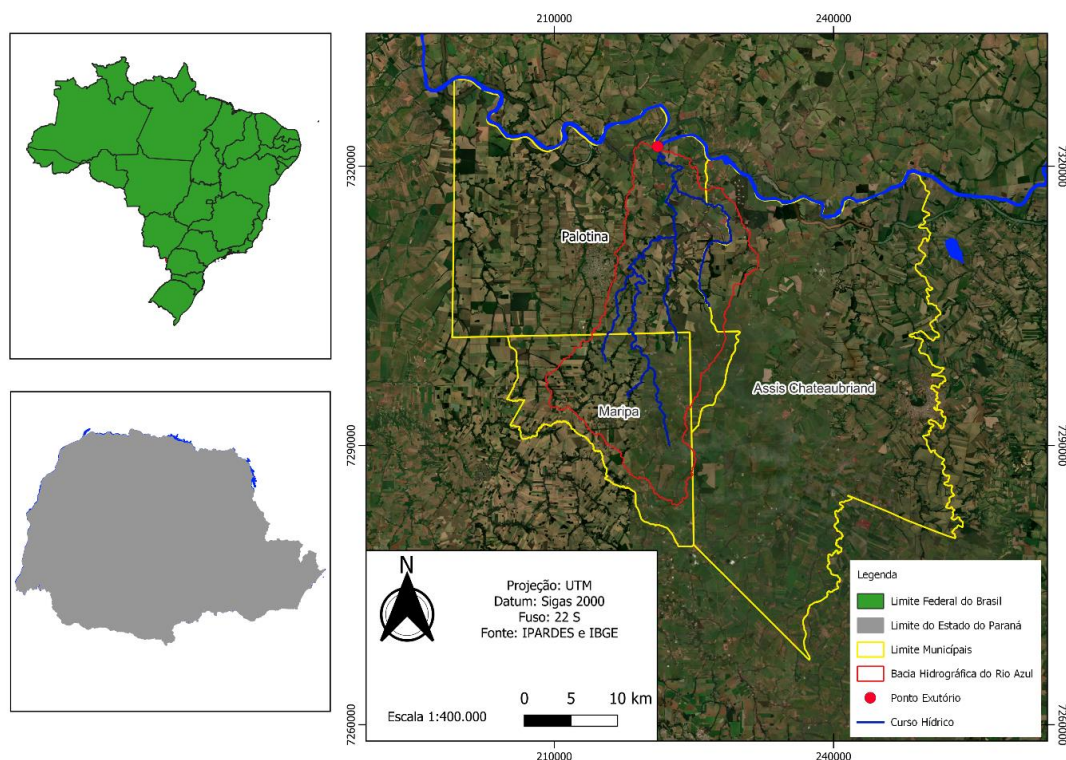 210000
240000
7320000
7320000
Palotina
Assis Chateaubriand
Maripa
7290000
7290000
N
Projeção: UTM
Datum: Sigas 2000
Fuso: 22 S
Fonte: IPARDES e IBGE
0 5 10 km
Escala 1:400.000
Legenda
Limite Federal do Brasil
Limite do Estado do Paraná
Limite Municípais
Bacia Hidrográfica do Rio Azul
Ponto Exutório
Curso Hídrico
7260000
7260000
210000
240000